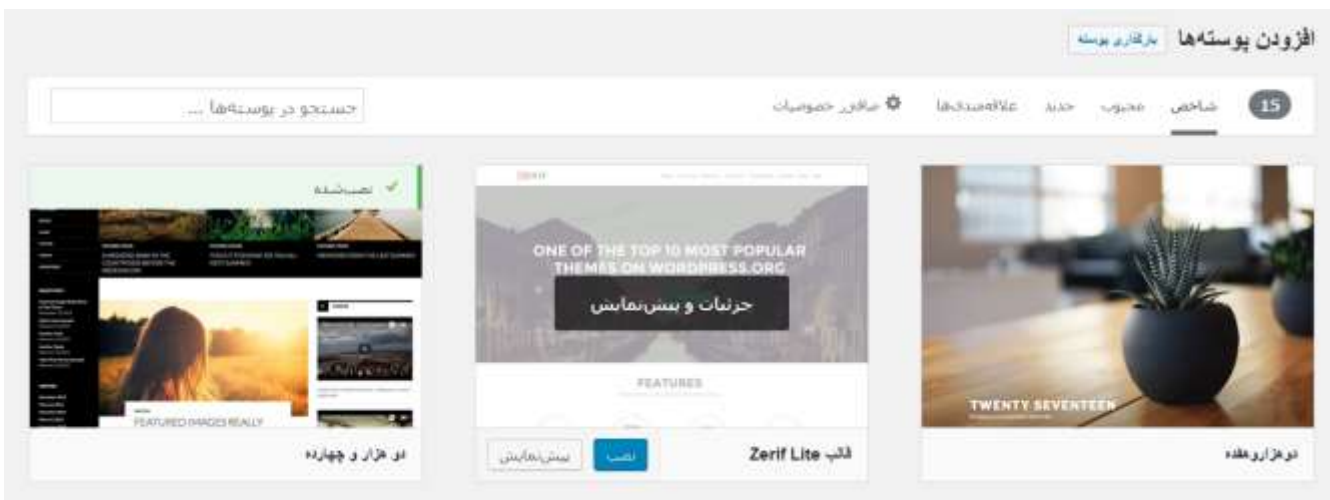 افزودن پوسته‌ها بارگذاری پوسته
15 شاخص محبوب جدید علاقه‌مندی‌ها صافی خصوصیات جستجو در پوسته‌ها ...
نصب‌شده
ONE OF THE TOP 10 MOST POPULAR
THEMES ON WORDPRESS.ORG
جزئیات و پیش‌نمایش
FEATURES
TWENTY SEVENTEEN
FEATURED IMAGES REALLY
دوهزاروهفده
قالب Zerif Lite نصب پیش‌نمایش
دو هزار و چهارده